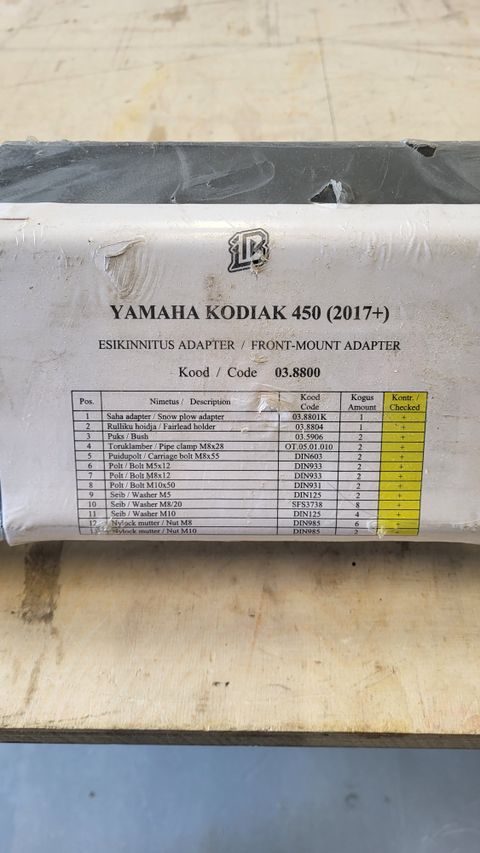 YAMAHA KODIAK 450 (2017+)
ESIKINNITUS ADAPTER / FRONT-MOUNT ADAPTER
Kood / Code 03.8800
Pos. Nimetus / Description Kood Code Kogus Amount Kontr. / Checked
1 Saha adapter / Snow plow adapter 03.8801K 1 +
2 Rulliku hoidja / Fairlead holder 03.8804 1 +
3 Puks / Bush 03.5906 2 +
4 Toruklamber / Pipe clamp M8x28 OT.05.01.010 2 +
5 Puidupolt / Carriage bolt M8x55 DIN603 2 +
6 Polt / Bolt M5x12 DIN933 2 +
7 Polt / Bolt M8x12 DIN933 2 +
8 Polt / Bolt M10x50 DIN931 2 +
9 Seib / Washer M5 DIN125 2 +
10 Seib / Washer M8/20 SFS3738 8 +
11 Seib / Washer M10 DIN125 4 +
12 Nylock mutter / Nut M8 DIN985 6 +
13 Nylock mutter / Nut M10 DIN985 2 +